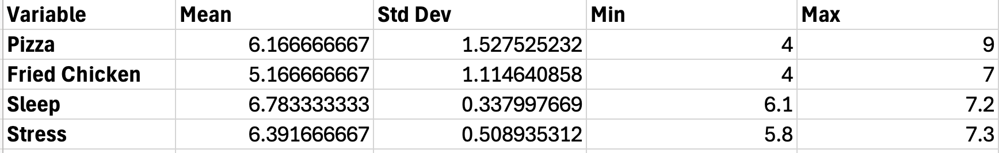 Variable Mean Std Dev Min Max
Pizza 6.166666667 1.527525232 4 9
Fried Chicken 5.166666667 1.114640858 4 7
Sleep 6.783333333 0.337997669 6.1 7.2
Stress 6.391666667 0.508935312 5.8 7.3